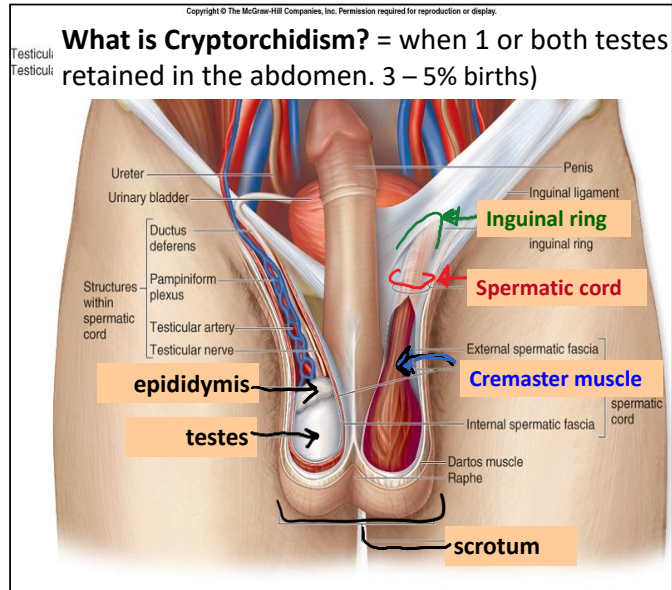 Copyright © The McGraw-Hill Companies, Inc. Permission required for reproduction or display.
What is Cryptorchidism? = when 1 or both testes
retained in the abdomen. 3 – 5% births)
Testicul
Testicul
Ureter
Urinary bladder
Ductus
deferens
Structures
within
spermatic
cord
Pampiniform
plexus
Testicular artery
Testicular nerve
epididymis
testes
Penis
Inguinal ligament
Inguinal ring
inguinal ring
Spermatic cord
External spermatic fascia
Cremaster muscle
spermatic
cord
Internal spermatic fascia
Dartos muscle
Raphe
scrotum